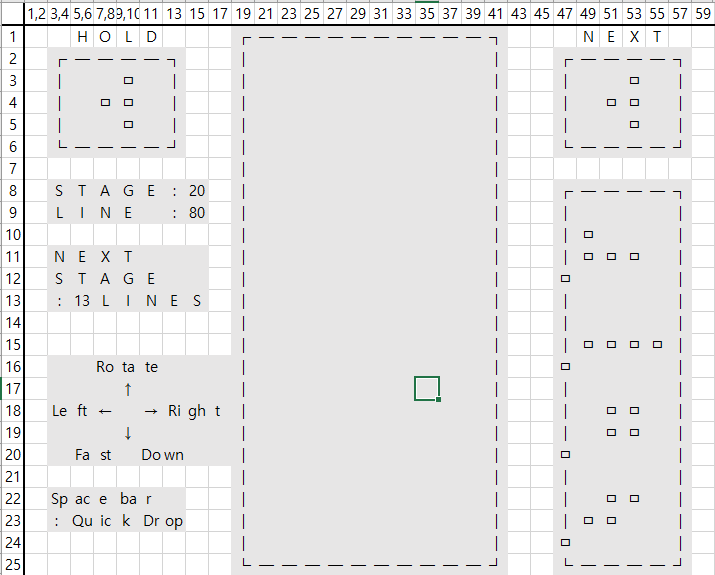 1,2 3,4 5,6 7,8 9,10 11 13 15 17 19 21 23 25 27 29 31 33 35 37 39 41 43 45 47 49 51 53 55 57 59
1 H O L D N E X T
2
3
4
5
6
7
8 S T A G E : 20
9 L I N E : 80
10
11 N E X T
12 S T A G E
13 : 13 L I N E S
14
15
16 Ro ta te
17 ↑
18 Le ft ← → Ri gh t
19 ↓
20 Fa st Do wn
21
22 Sp ac e ba r
23 : Qu ic k Dr op
24
25